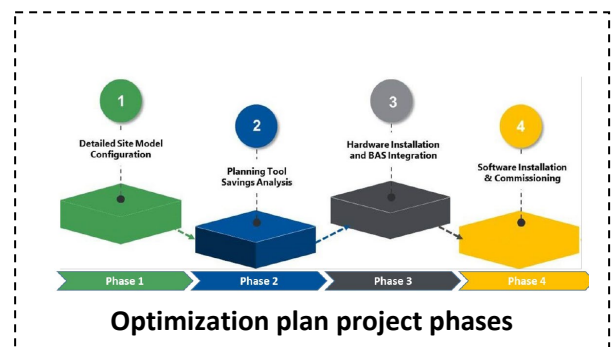 1
Detailed Site Model
Configuration
2
Planning Tool
Savings Analysis
3
Hardware Installation
and BAS Integration
4
Software Installation
& Commissioning
Phase 1
Phase 2
Phase 3
Phase 4
Optimization plan project phases